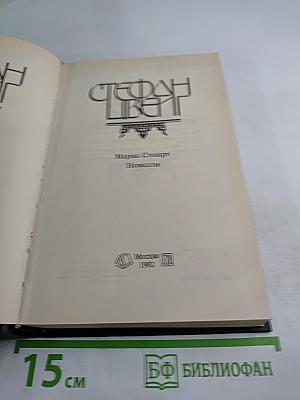 СТЕФАН
ЦВЕЙГ
Мария Стюарт
Новеллы
Москва
1992
15 см
БФ БИБЛИОФАН